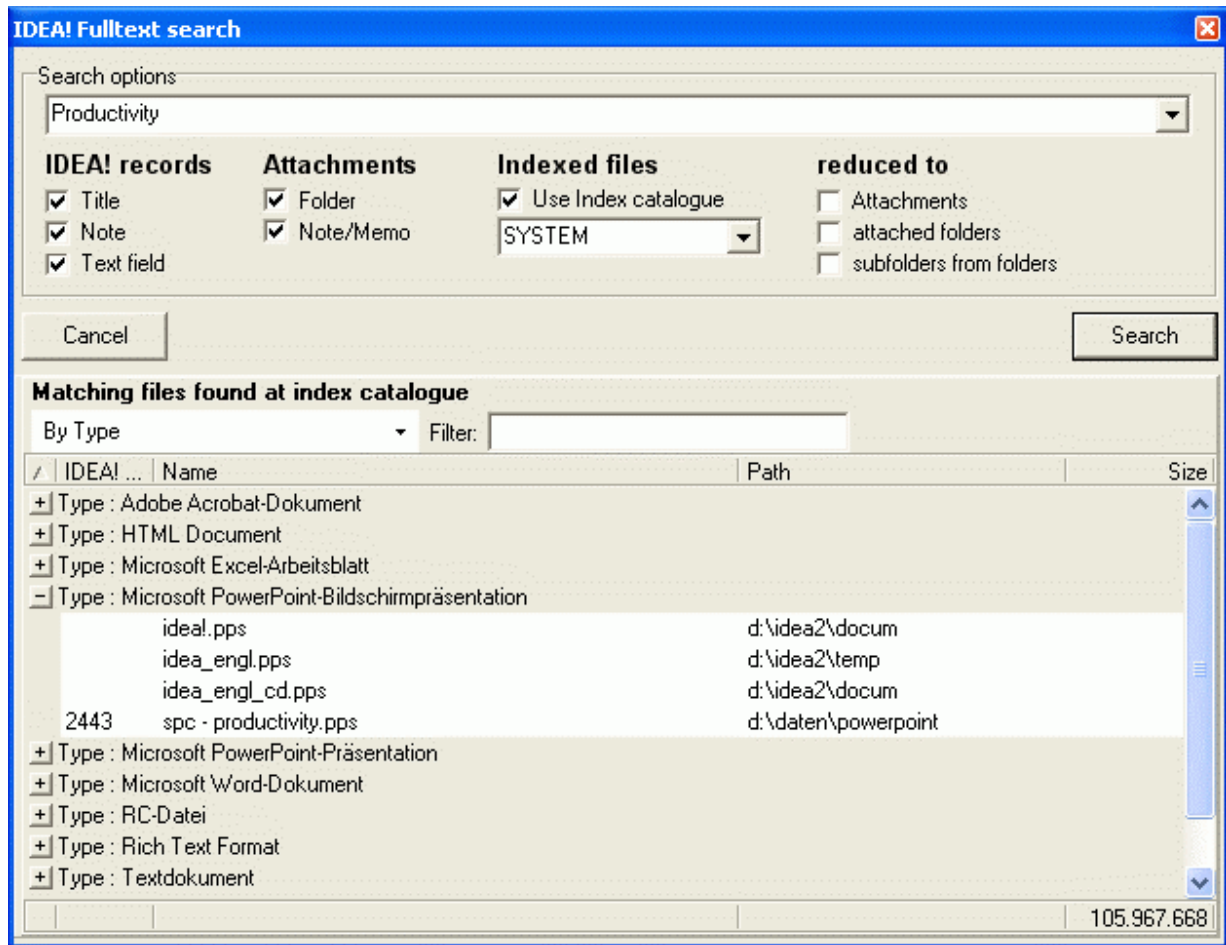 IDEA! Fulltext search
Search options
Productivity
IDEA! records Attachments Indexed files reduced to
Title Folder Use Index catalogue Attachments
Note Note/Memo SYSTEM attached folders
Text field subfolders from folders
Cancel Search
Matching files found at index catalogue
By Type Filter:
IDEA! ... Name Path Size
Type : Adobe Acrobat-Dokument
Type : HTML Document
Type : Microsoft Excel-Arbeitsblatt
Type : Microsoft PowerPoint-Bildschirmpräsentation
idea!.pps d:\idea2\docum
idea_engl.pps d:\idea2\temp
idea_engl_cd.pps d:\idea2\docum
2443 spc - productivity.pps d:\daten\powerpoint
Type : Microsoft PowerPoint-Präsentation
Type : Microsoft Word-Dokument
Type : RC-Datei
Type : Rich Text Format
Type : Textdokument
105.967.668